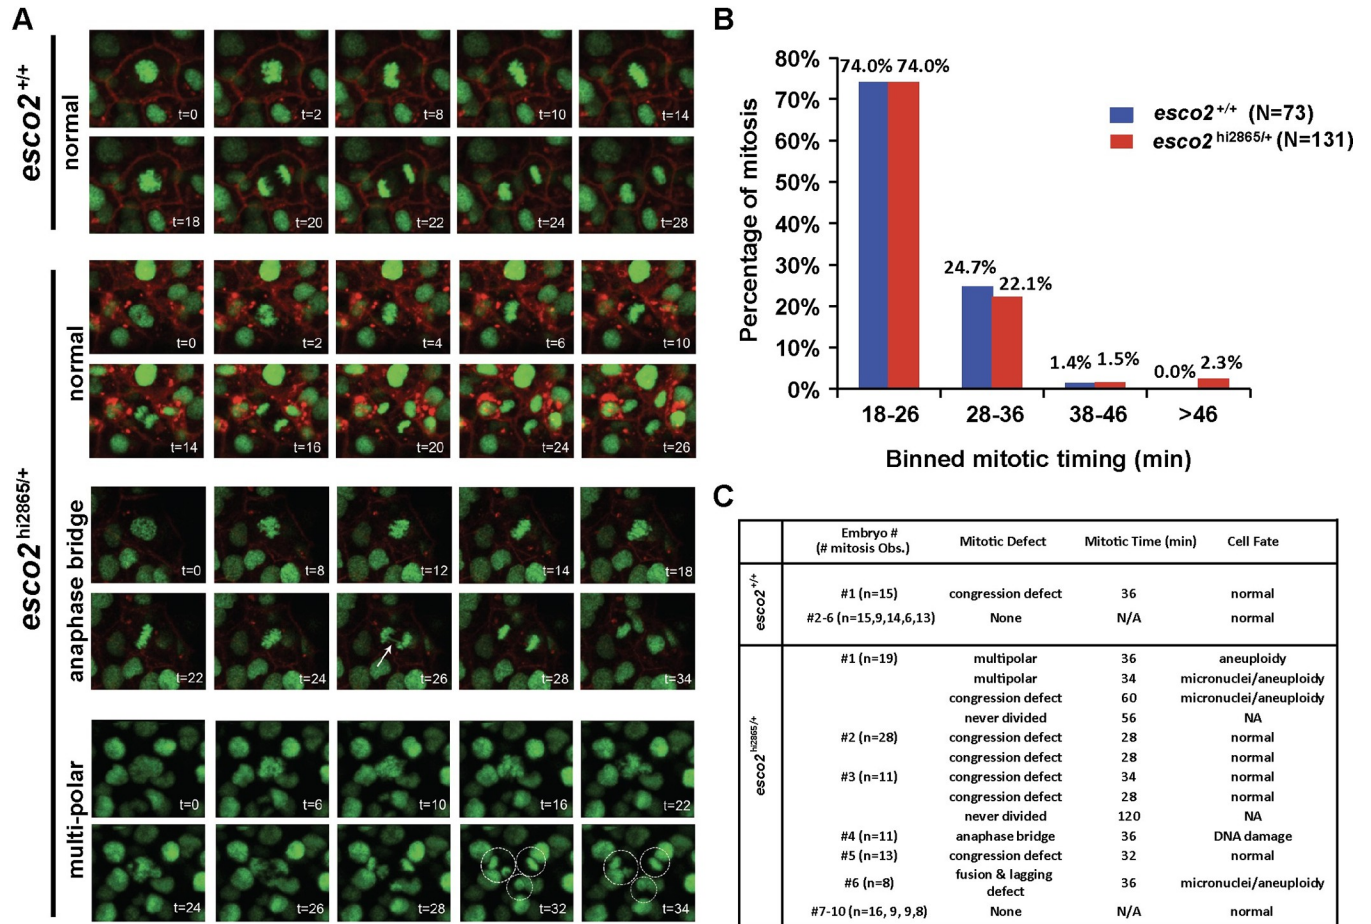 A
esco2+/+
normal
t=0
t=2
t=8
t=10
t=14
t=18
t=20
t=22
t=24
t=28
esco2hi2865/+
normal
t=0
t=2
t=4
t=6
t=10
t=14
t=16
t=20
t=24
t=26
anaphase bridge
t=0
t=8
t=12
t=14
t=18
t=22
t=24
t=26
t=28
t=34
multi-polar
t=0
t=6
t=10
t=16
t=22
t=24
t=26
t=28
t=32
t=34
B
Percentage of mitosis
80%
70%
60%
50%
40%
30%
20%
10%
0%
74.0% 74.0%
24.7%
22.1%
1.4% 1.5%
0.0% 2.3%
esco2+/+ (N=73)
esco2hi2865/+ (N=131)
18-26 28-36 38-46 >46
Binned mitotic timing (min)
C
Embryo # (# mitosis Obs.) Mitotic Defect Mitotic Time (min) Cell Fate
esco2+/+
#1 (n=15) congression defect 36 normal
#2-6 (n=15,9,14,6,13) None N/A normal
esco2hi2865/+
#1 (n=19) multipolar 36 aneuploidy
multipolar 34 micronuclei/aneuploidy
congression defect 60 micronuclei/aneuploidy
never divided 56 NA
#2 (n=28) congression defect 28 normal
congression defect 28 normal
#3 (n=11) congression defect 34 normal
congression defect 28 normal
never divided 120 NA
#4 (n=11) anaphase bridge 36 DNA damage
#5 (n=13) congression defect 32 normal
#6 (n=8) fusion & lagging defect 36 micronuclei/aneuploidy
#7-10 (n=16, 9, 9,8) None N/A normal